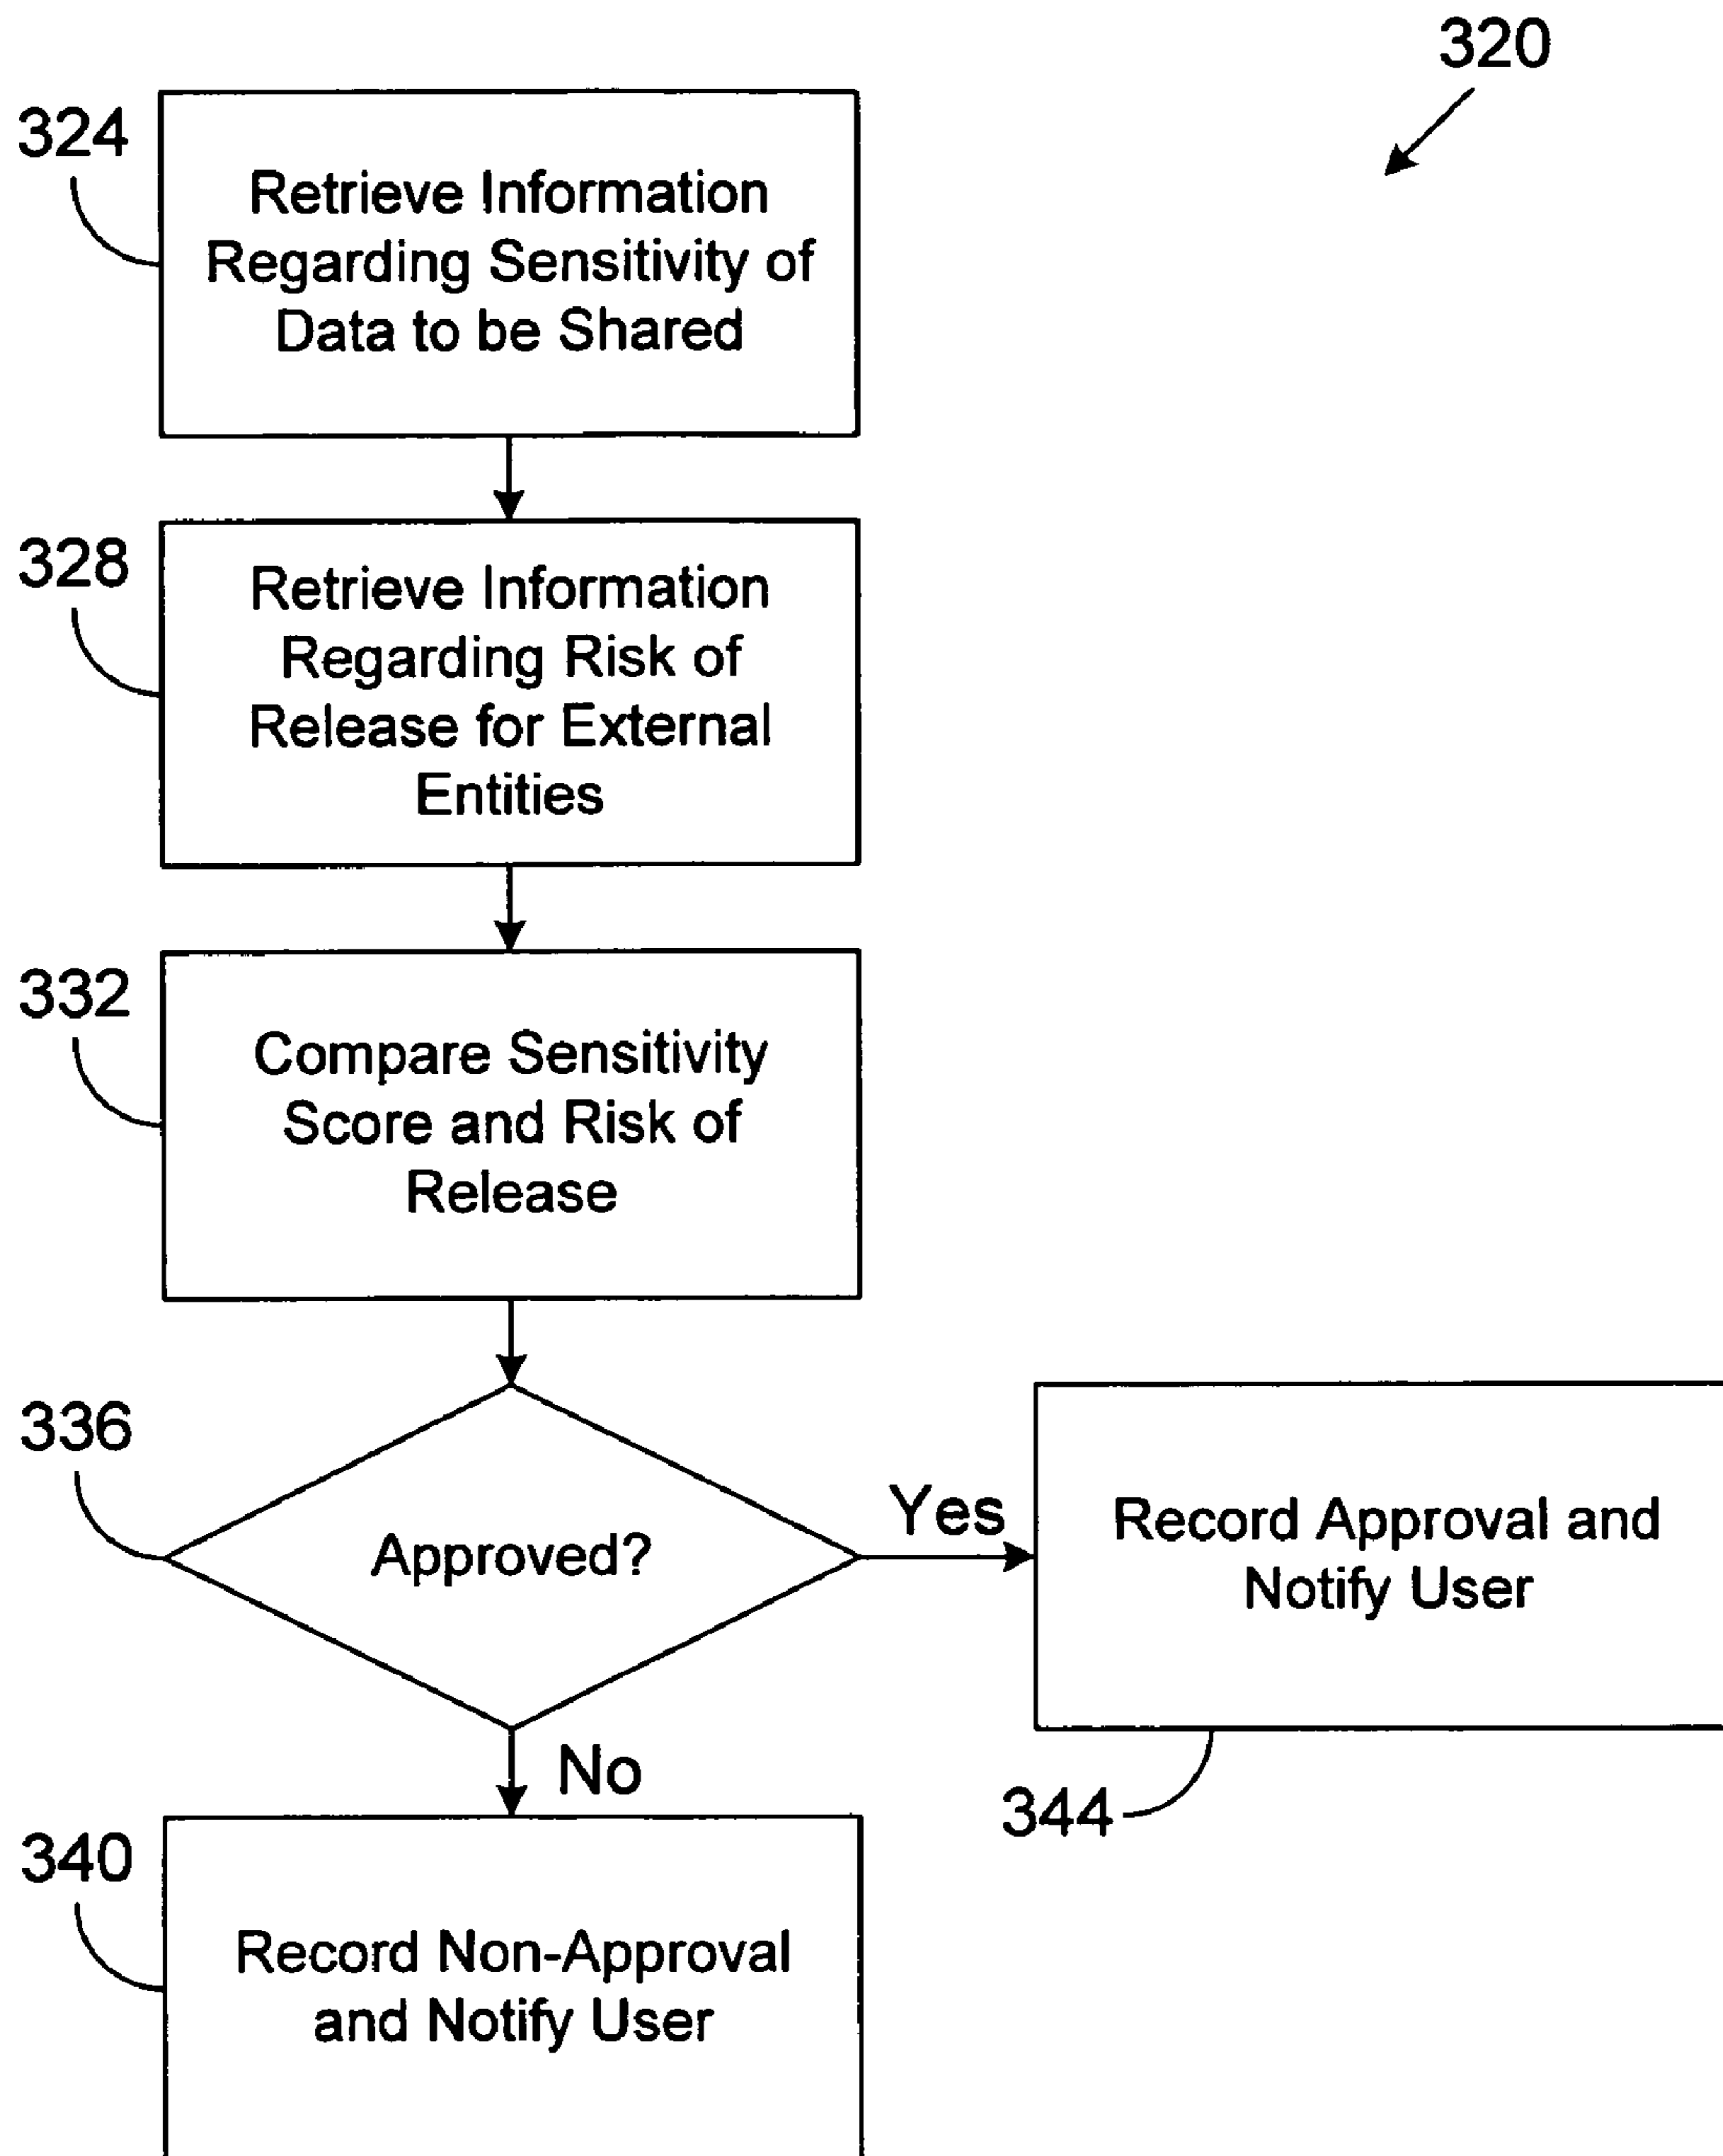 320
324
Retrieve Information
Regarding Sensitivity of
Data to be Shared
328
Retrieve Information
Regarding Risk of
Release for External
Entities
332
Compare Sensitivity
Score and Risk of
Release
336
Approved?
Yes
Record Approval and
Notify User
344
No
340
Record Non-Approval
and Notify User